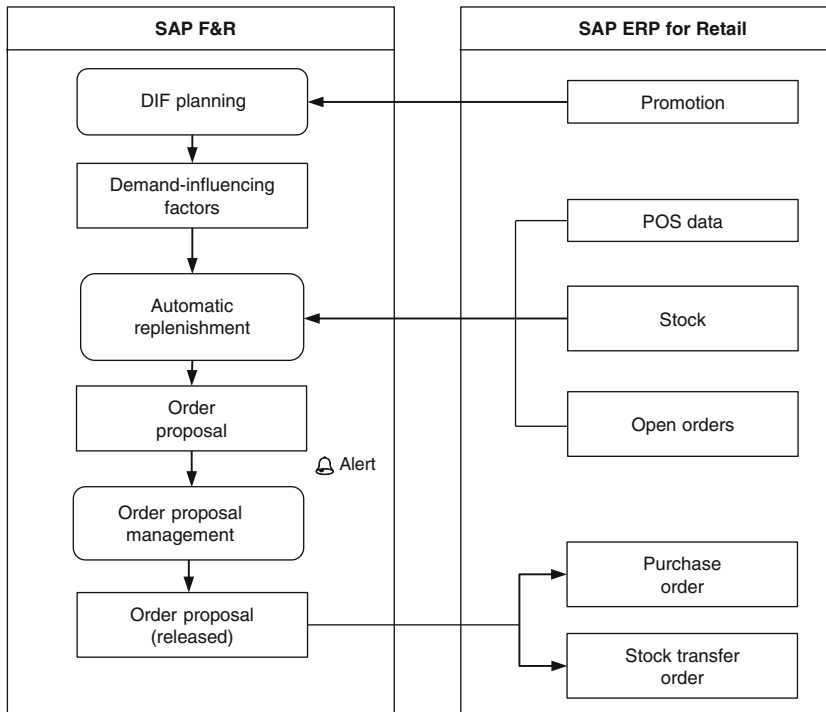 SAP F&R
DIF planning
Demand-influencing
factors
Automatic
replenishment
Order
proposal
Alert
Order proposal
management
Order proposal
(released)
SAP ERP for Retail
Promotion
POS data
Stock
Open orders
Purchase
order
Stock transfer
order